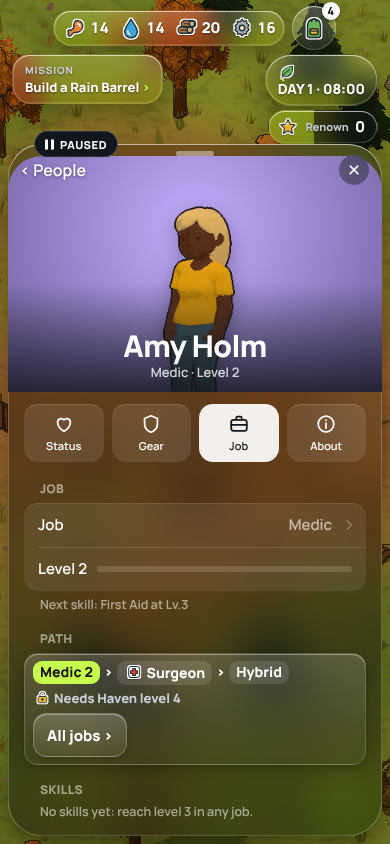 14 14 20 16 4
MISSION
Build a Rain Barrel ›
DAY 1 · 08:00
Renown 0
PAUSED
‹ People
Amy Holm
Medic · Level 2
Status Gear Job About
JOB
Job Medic ›
Level 2
Next skill: First Aid at Lv.3
PATH
Medic 2 › Surgeon › Hybrid
Needs Haven level 4
All jobs ›
SKILLS
No skills yet: reach level 3 in any job.